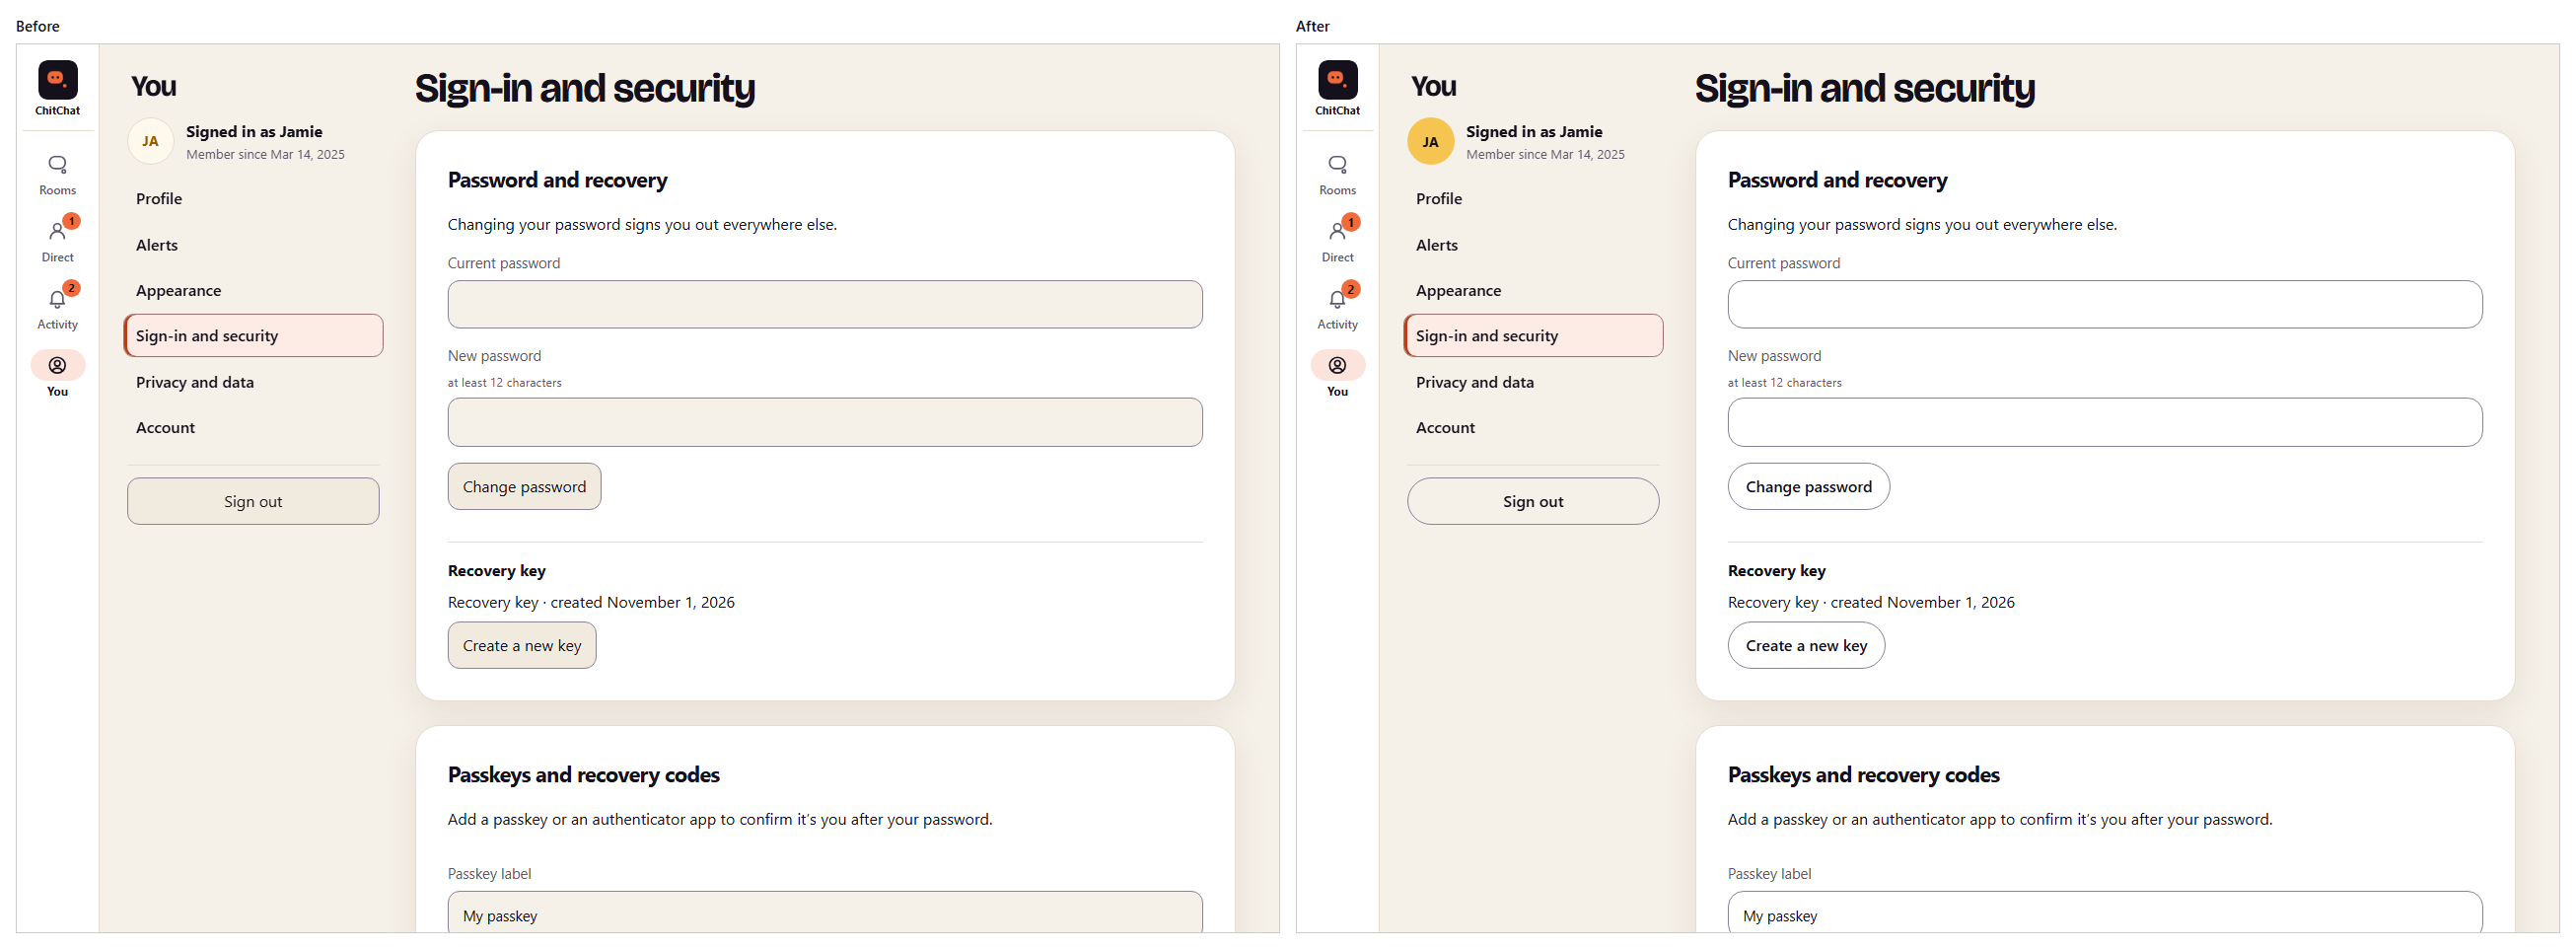 Before
ChitChat
Rooms
1
Direct
2
Activity
You
You
JA
Signed in as Jamie
Member since Mar 14, 2025
Profile
Alerts
Appearance
Sign-in and security
Privacy and data
Account
Sign out
Sign-in and security
Password and recovery
Changing your password signs you out everywhere else.
Current password
New password
at least 12 characters
Change password
Recovery key
Recovery key · created November 1, 2026
Create a new key
Passkeys and recovery codes
Add a passkey or an authenticator app to confirm it's you after your password.
Passkey label
My passkey
After
ChitChat
Rooms
1
Direct
2
Activity
You
You
JA
Signed in as Jamie
Member since Mar 14, 2025
Profile
Alerts
Appearance
Sign-in and security
Privacy and data
Account
Sign out
Sign-in and security
Password and recovery
Changing your password signs you out everywhere else.
Current password
New password
at least 12 characters
Change password
Recovery key
Recovery key · created November 1, 2026
Create a new key
Passkeys and recovery codes
Add a passkey or an authenticator app to confirm it's you after your password.
Passkey label
My passkey